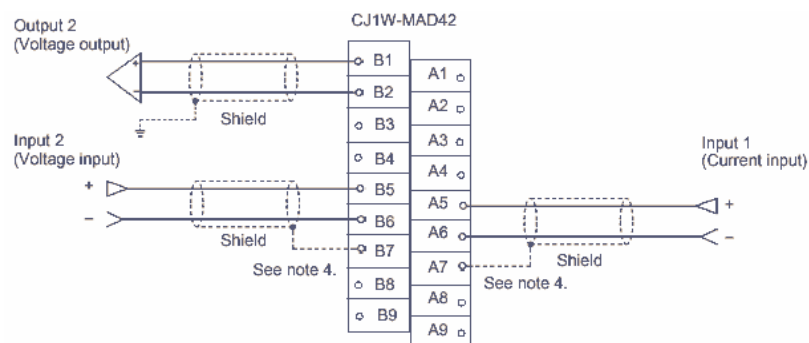 CJ1W-MAD42
Output 2
(Voltage output)
+
−
Shield
Input 2
(Voltage input)
+
−
Shield
See note 4.
B1
B2
B3
B4
B5
B6
B7
B8
B9
A1
A2
A3
A4
A5
A6
A7
A8
A9
Input 1
(Current input)
+
−
Shield
See note 4.